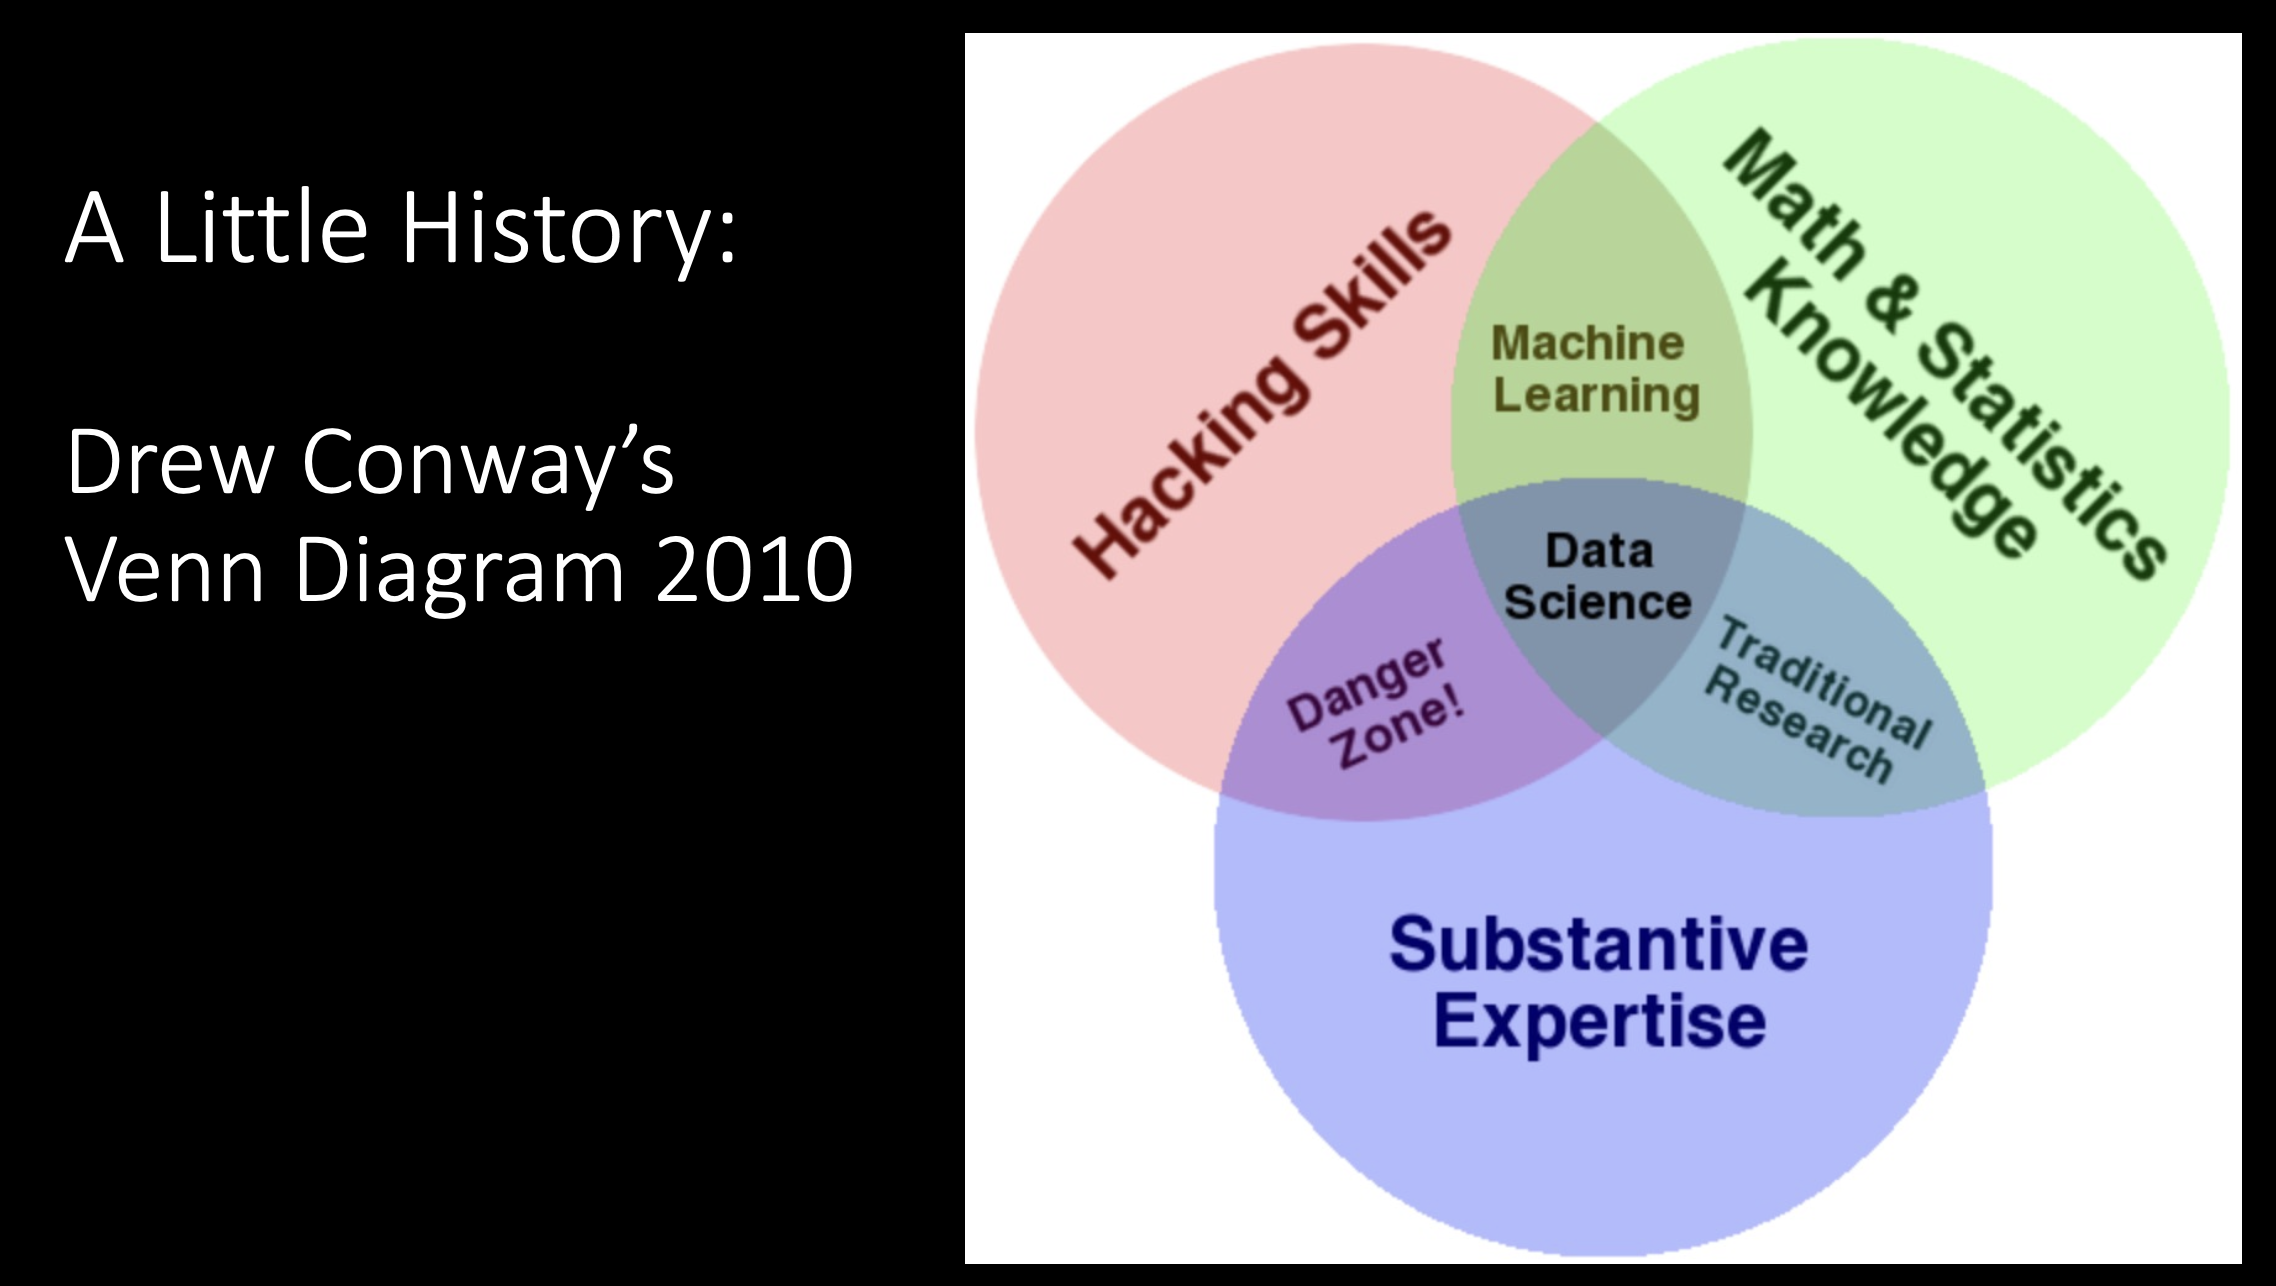 A Little History:
Drew Conway’s
Venn Diagram 2010
Hacking Skills
Math & Statistics
Knowledge
Machine
Learning
Data
Science
Danger
Zone!
Traditional
Research
Substantive
Expertise